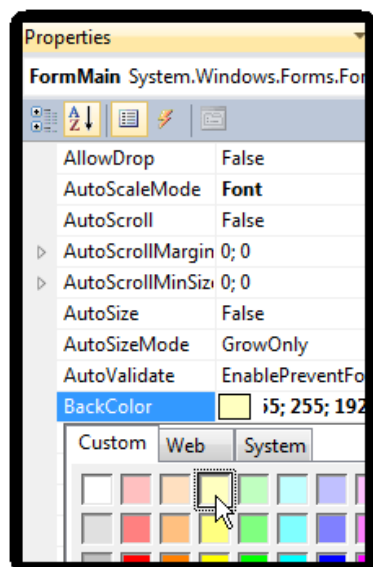 Properties
FormMain System.Windows.Forms.For
AllowDrop False
AutoScaleMode Font
AutoScroll False
AutoScrollMargin 0; 0
AutoScrollMinSiz 0; 0
AutoSize False
AutoSizeMode GrowOnly
AutoValidate EnablePreventFo
BackColor 55; 255; 192
Custom Web System